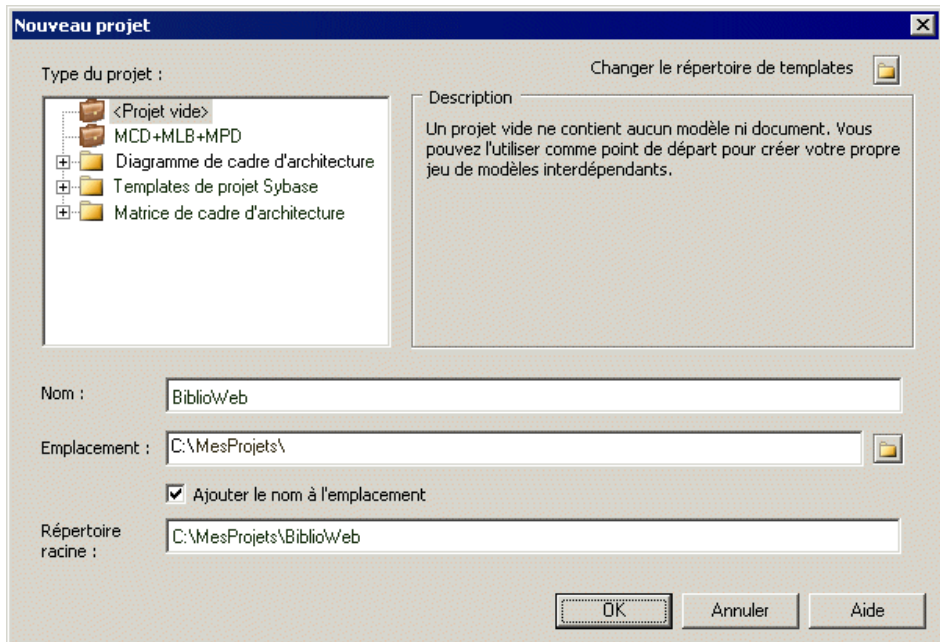 Nouveau projet
Type du projet :
Changer le répertoire de templates
<Projet vide>
MCD+MLB+MPD
Diagramme de cadre d'architecture
Templates de projet Sybase
Matrice de cadre d'architecture
Description
Un projet vide ne contient aucun modèle ni document. Vous
pouvez l'utiliser comme point de départ pour créer votre propre
jeu de modèles interdépendants.
Nom :
BiblioWeb
Emplacement :
C:\MesProjets\
Ajouter le nom à l'emplacement
Répertoire
racine :
C:\MesProjets\BiblioWeb
OK
Annuler
Aide